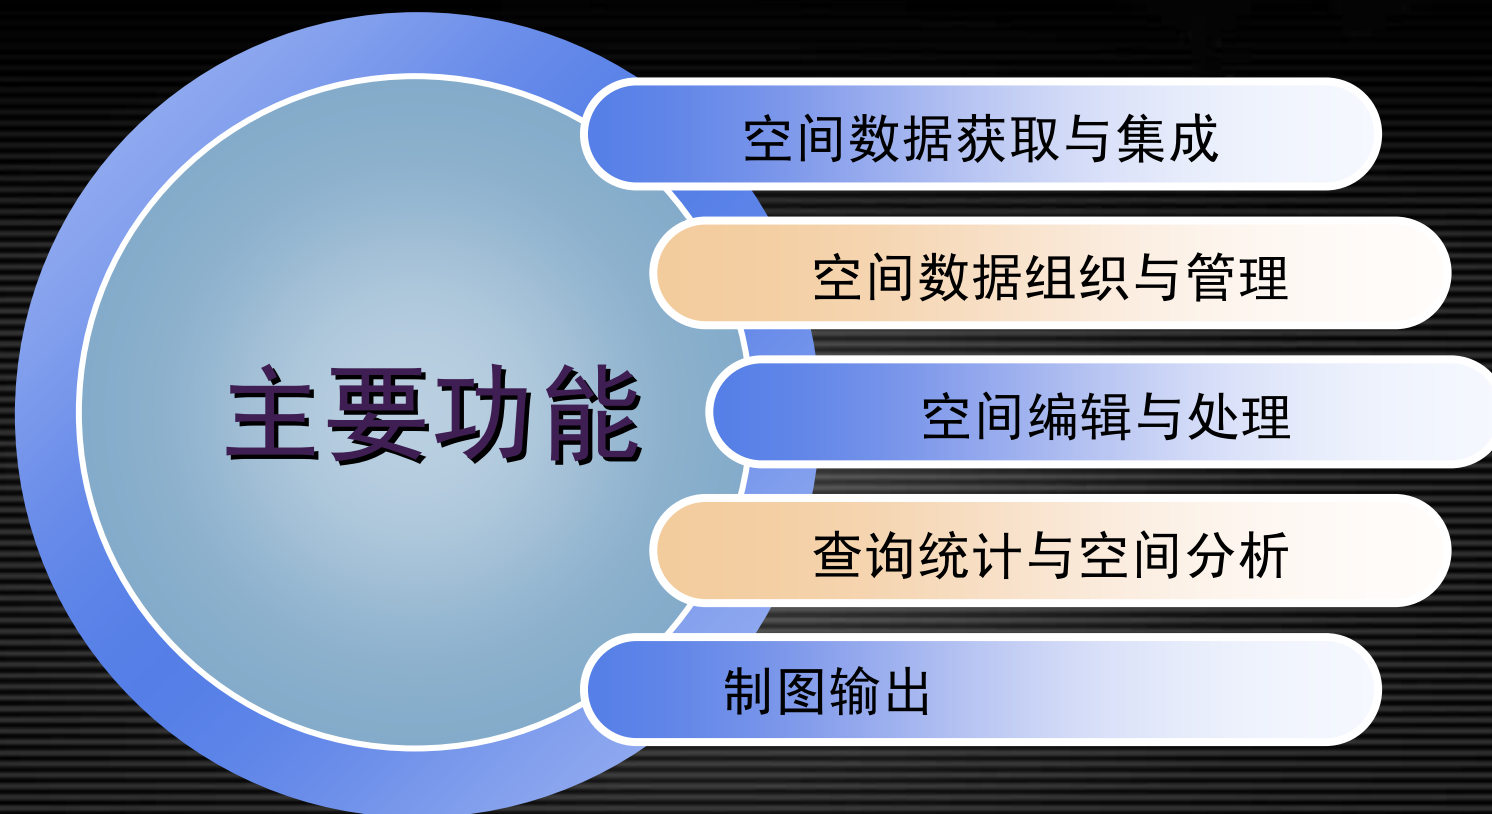 主要功能
空间数据获取与集成
空间数据组织与管理
空间编辑与处理
查询统计与空间分析
制图输出